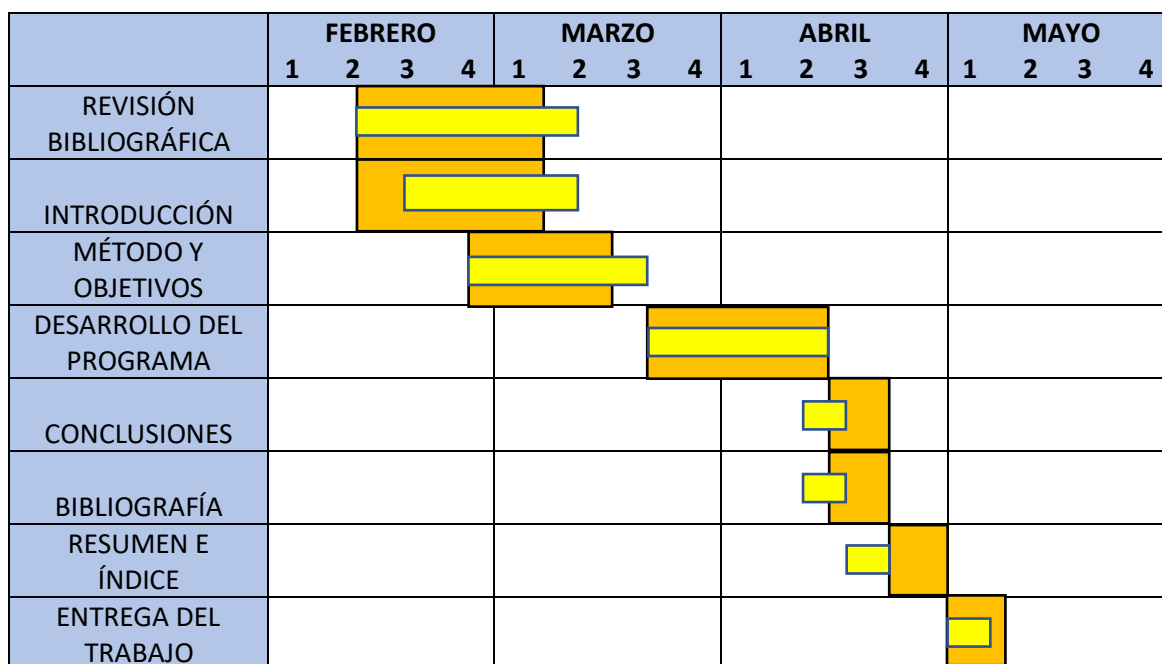 FEBRERO MARZO ABRIL MAYO
1 2 3 4 1 2 3 4 1 2 3 4 1 2 3 4
REVISIÓN
BIBLIOGRÁFICA
INTRODUCCIÓN
MÉTODO Y
OBJETIVOS
DESARROLLO DEL
PROGRAMA
CONCLUSIONES
BIBLIOGRAFÍA
RESUMEN E
ÍNDICE
ENTREGA DEL
TRABAJO